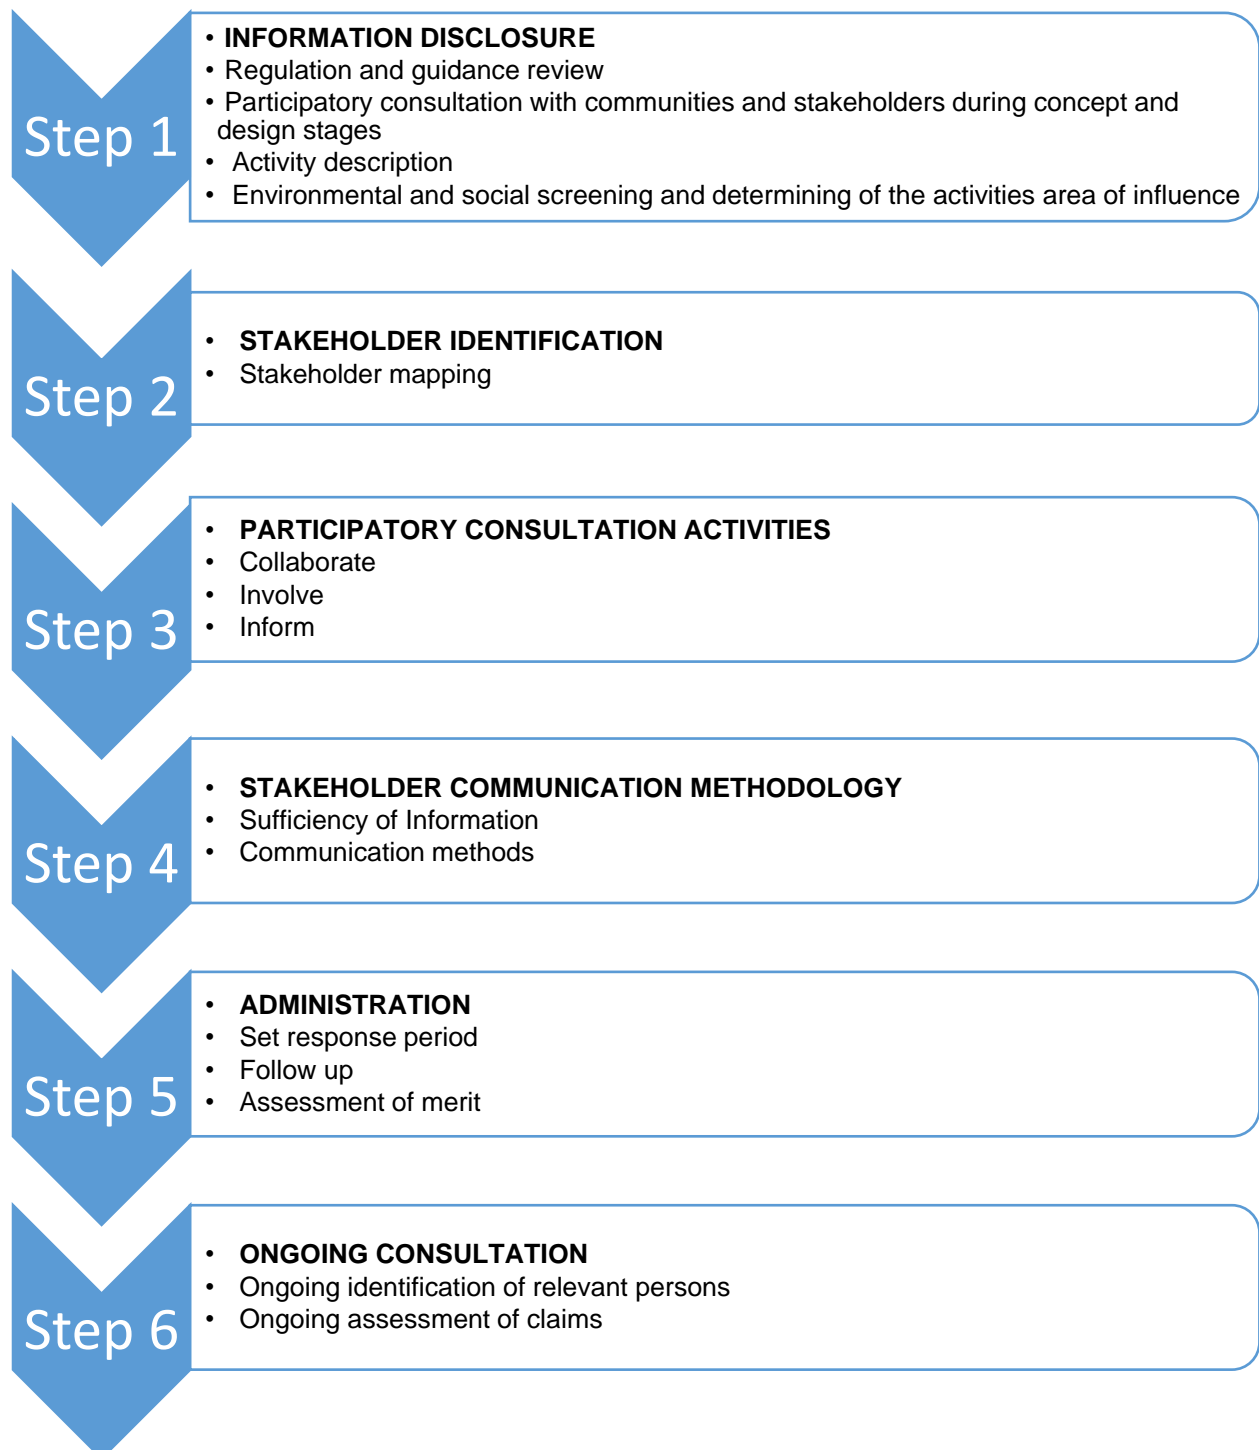 Step 1
• INFORMATION DISCLOSURE
• Regulation and guidance review
• Participatory consultation with communities and stakeholders during concept and
design stages
• Activity description
• Environmental and social screening and determining of the activities area of influence
Step 2
• STAKEHOLDER IDENTIFICATION
• Stakeholder mapping
Step 3
• PARTICIPATORY CONSULTATION ACTIVITIES
• Collaborate
• Involve
• Inform
Step 4
• STAKEHOLDER COMMUNICATION METHODOLOGY
• Sufficiency of Information
• Communication methods
Step 5
• ADMINISTRATION
• Set response period
• Follow up
• Assessment of merit
Step 6
• ONGOING CONSULTATION
• Ongoing identification of relevant persons
• Ongoing assessment of claims